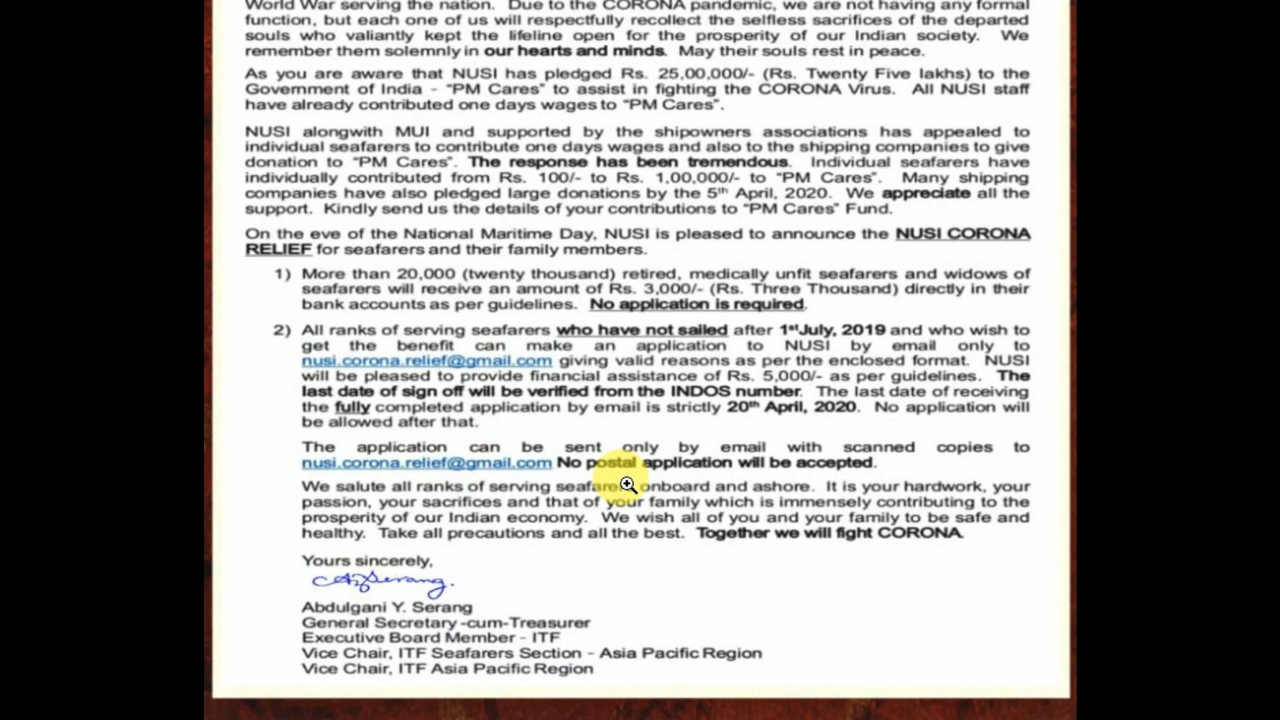 World War serving the nation. Due to the CORONA pandemic, we are not having any formal
function, but each one of us will respectfully recollect the selfless sacrifices of the departed
souls who valiantly kept the lifeline open for the prosperity of our Indian society. We
remember them solemnly in our hearts and minds. May their souls rest in peace.
As you are aware that NUSI has pledged Rs. 25,00,000/- (Rs. Twenty Five lakhs) to the
Government of India - “PM Cares” to assist in fighting the CORONA Virus. All NUSI staff
have already contributed one days wages to “PM Cares”.
NUSI alongwith MUI and supported by the shipowners associations has appealed to
individual seafarers to contribute one days wages and also to the shipping companies to give
donation to “PM Cares”. The response has been tremendous. Individual seafarers have
individually contributed from Rs. 100/- to Rs. 1,00,000/- to “PM Cares”. Many shipping
companies have also pledged large donations by the 5th April, 2020. We appreciate all the
support. Kindly send us the details of your contributions to “PM Cares” Fund.
On the eve of the National Maritime Day, NUSI is pleased to announce the NUSI CORONA
RELIEF for seafarers and their family members.
1) More than 20,000 (twenty thousand) retired, medically unfit seafarers and widows of
seafarers will receive an amount of Rs. 3,000/- (Rs. Three Thousand) directly in their
bank accounts as per guidelines. No application is required.
2) All ranks of serving seafarers who have not sailed after 1st July, 2019 and who wish to
get the benefit can make an application to NUSI by email only to
nusi.corona.relief@gmail.com giving valid reasons as per the enclosed format. NUSI
will be pleased to provide financial assistance of Rs. 5,000/- as per guidelines. The
last date of sign off will be verified from the INDOS number. The last date of receiving
the fully completed application by email is strictly 20th April, 2020. No application will
be allowed after that.
The application can be sent only by email with scanned copies to
nusi.corona.relief@gmail.com No postal application will be accepted.
We salute all ranks of serving seafarers onboard and ashore. It is your hardwork, your
passion, your sacrifices and that of your family which is immensely contributing to the
prosperity of our Indian economy. We wish all of you and your family to be safe and
healthy. Take all precautions and all the best. Together we will fight CORONA.
Yours sincerely,
Abdulgani Y. Serang
General Secretary -cum-Treasurer
Executive Board Member - ITF
Vice Chair, ITF Seafarers Section - Asia Pacific Region
Vice Chair, ITF Asia Pacific Region